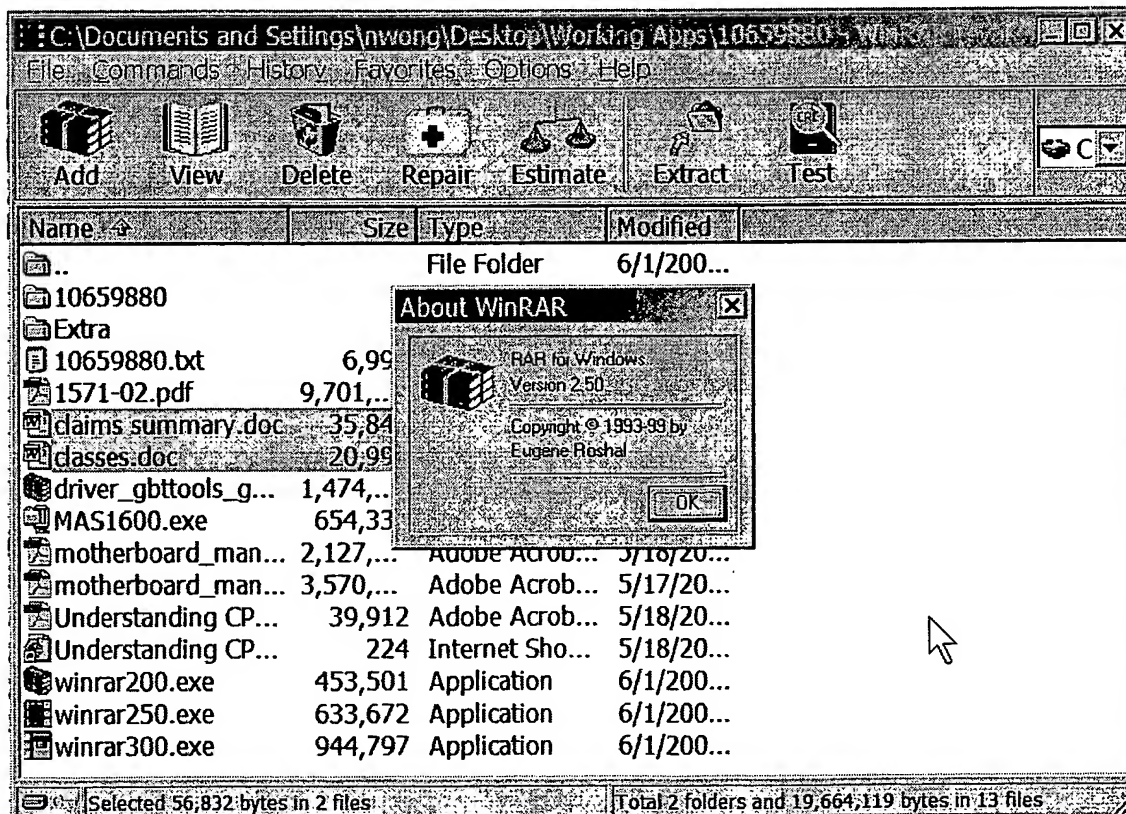 C:\Documents and Settings\nwong\Desktop\Working Apps\10659880 - Win
File Commands History Favorites Options Help
Add View Delete Repair Estimate Extract Test C
Name Size Type Modified
.. File Folder 6/1/200...
10659880
Extra
10659880.txt 6,99
1571-02.pdf 9,701,..
claims summary.doc 35,84
classes.doc 20,99
driver_gbttools_g... 1,474,..
MAS1600.exe 654,33
motherboard_man... 2,127,... Adobe Acrob... 5/18/20...
motherboard_man... 3,570,... Adobe Acrob... 5/17/20...
Understanding CP... 39,912 Adobe Acrob... 5/18/20...
Understanding CP... 224 Internet Sho... 5/18/20...
winrar200.exe 453,501 Application 6/1/200...
winrar250.exe 633,672 Application 6/1/200...
winrar300.exe 944,797 Application 6/1/200...
About WinRAR
RAR for Windows
Version 2.50
Copyright © 1993-99 by
Eugene Roshal
OK
Selected 56,832 bytes in 2 files
Total 2 folders and 19,664,119 bytes in 13 files